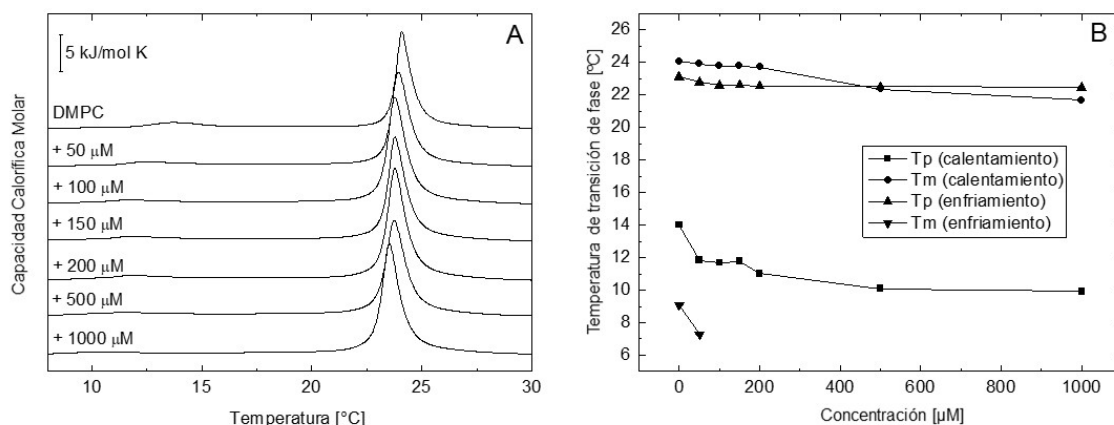 A
5 kJ/mol K
Capacidad Calorífica Molar
DMPC
+ 50 μM
+ 100 μM
+ 150 μM
+ 200 μM
+ 500 μM
+ 1000 μM
10 15 20 25 30
Temperatura [°C]
B
Temperatura de transición de fase [ºC]
26
24
22
20
18
16
14
12
10
8
6
Tp (calentamiento)
Tm (calentamiento)
Tp (enfriamiento)
Tm (enfriamiento)
0 200 400 600 800 1000
Concentración [µM]